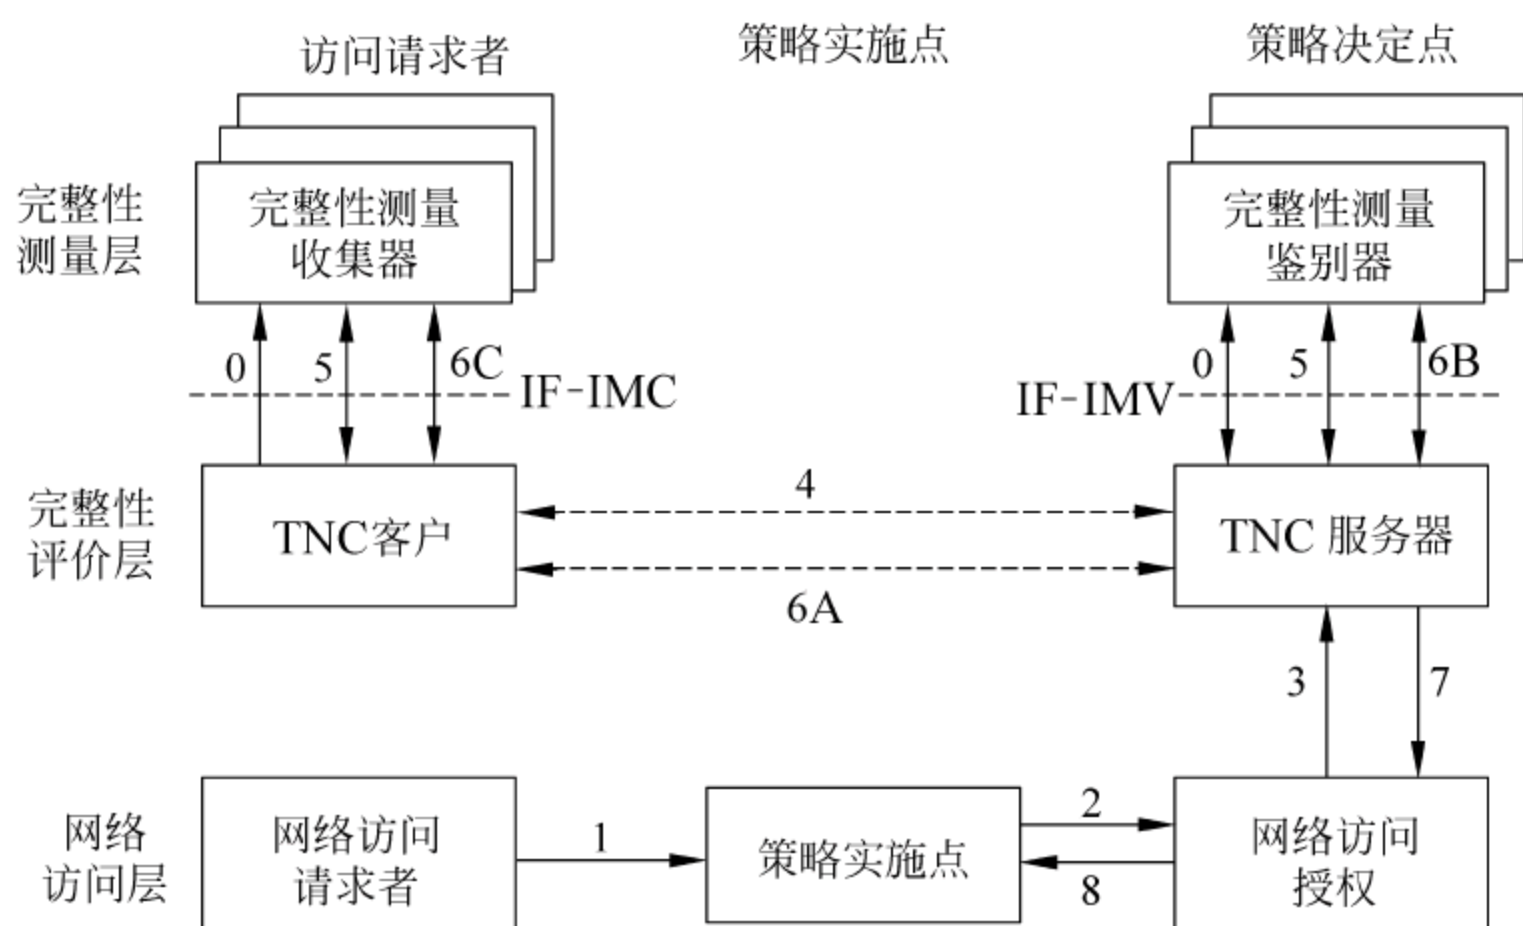 访问请求者
策略实施点
策略决定点
完整性
测量层
完整性测量
收集器
完整性测量
鉴别器
0
5
6C
IF-IMC
IF-IMV
0
5
6B
完整性
评价层
TNC客户
4
6A
TNC 服务器
3
7
网络
访问层
网络访问
请求者
1
策略实施点
2
8
网络访问
授权